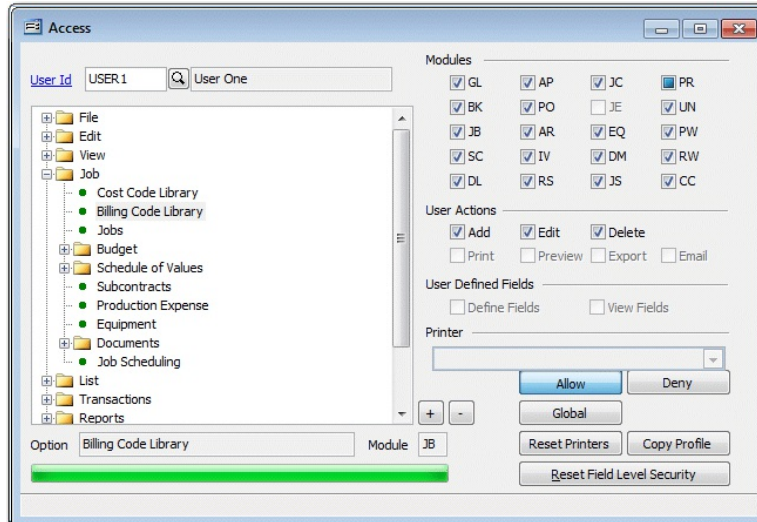 Access
User Id USER1 User One
File
Edit
View
Job
Cost Code Library
Billing Code Library
Jobs
Budget
Schedule of Values
Subcontracts
Production Expense
Equipment
Documents
Job Scheduling
List
Transactions
Reports
+ -
Option Billing Code Library Module JB
Modules
GL AP JC PR
BK PO JE UN
JB AR EQ PW
SC IV DM RW
DL RS JS CC
User Actions
Add Edit Delete
Print Preview Export Email
User Defined Fields
Define Fields View Fields
Printer
Allow Deny
Global
Reset Printers Copy Profile
Reset Field Level Security